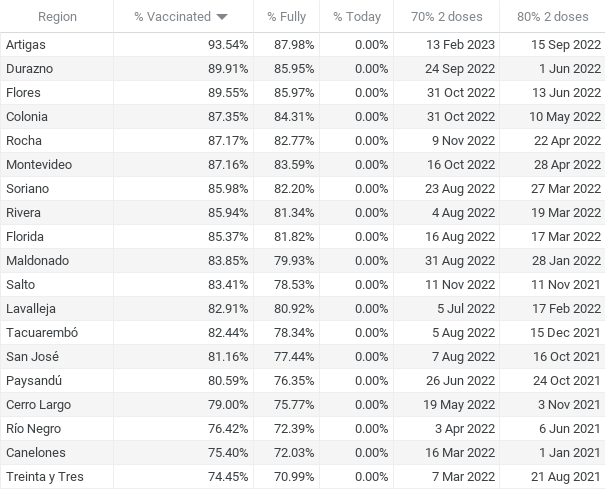 Region % Vaccinated % Fully % Today 70% 2 doses 80% 2 doses
Artigas 93.54% 87.98% 0.00% 13 Feb 2023 15 Sep 2022
Durazno 89.91% 85.95% 0.00% 24 Sep 2022 1 Jun 2022
Flores 89.55% 85.97% 0.00% 31 Oct 2022 13 Jun 2022
Colonia 87.35% 84.31% 0.00% 31 Oct 2022 10 May 2022
Rocha 87.17% 82.77% 0.00% 9 Nov 2022 22 Apr 2022
Montevideo 87.16% 83.59% 0.00% 16 Oct 2022 28 Apr 2022
Soriano 85.98% 82.20% 0.00% 23 Aug 2022 27 Mar 2022
Rivera 85.94% 81.34% 0.00% 4 Aug 2022 19 Mar 2022
Florida 85.37% 81.82% 0.00% 16 Aug 2022 17 Mar 2022
Maldonado 83.85% 79.93% 0.00% 31 Aug 2022 28 Jan 2022
Salto 83.41% 78.53% 0.00% 11 Nov 2022 11 Nov 2021
Lavalleja 82.91% 80.92% 0.00% 5 Jul 2022 17 Feb 2022
Tacuarembó 82.44% 78.34% 0.00% 5 Aug 2022 15 Dec 2021
San José 81.16% 77.44% 0.00% 7 Aug 2022 16 Oct 2021
Paysandú 80.59% 76.35% 0.00% 26 Jun 2022 24 Oct 2021
Cerro Largo 79.00% 75.77% 0.00% 19 May 2022 3 Nov 2021
Río Negro 76.42% 72.39% 0.00% 3 Apr 2022 6 Jun 2021
Canelones 75.40% 72.03% 0.00% 16 Mar 2022 1 Jan 2021
Treinta y Tres 74.45% 70.99% 0.00% 7 Mar 2022 21 Aug 2021